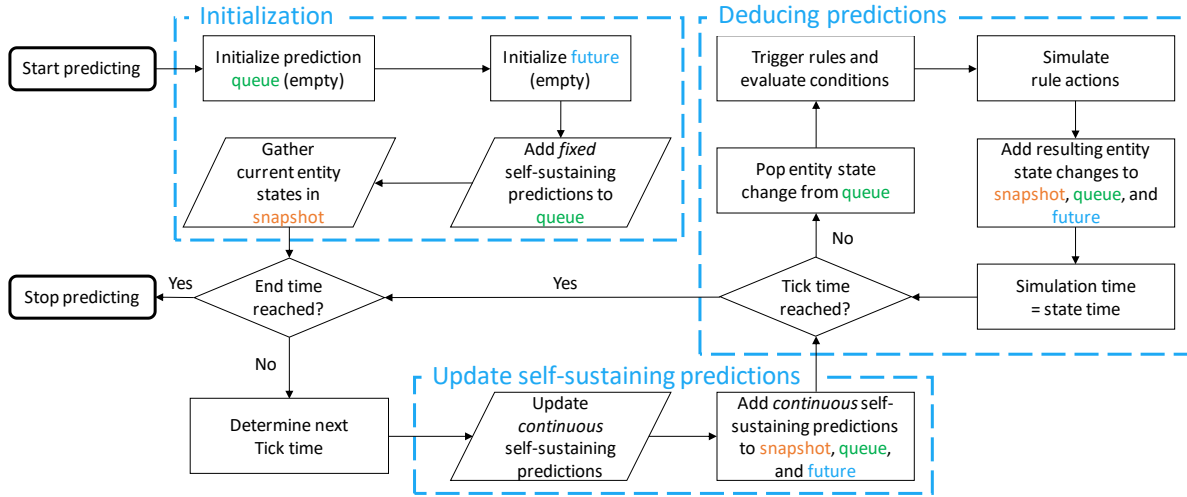 Initialization
Start predicting
Initialize prediction
queue (empty)
Initialize future
(empty)
Gather
current entity
states in
snapshot
Add fixed
self-sustaining
predictions to
queue
Deducing predictions
Trigger rules and
evaluate conditions
Simulate
rule actions
Pop entity state
change from queue
Add resulting entity
state changes to
snapshot, queue, and
future
No
Stop predicting
Yes
End time
reached?
Yes
Tick time
reached?
Simulation time
= state time
No
Update self-sustaining predictions
Determine next
Tick time
Update
continuous
self-sustaining
predictions
Add continuous self-
sustaining predictions
to snapshot, queue,
and future